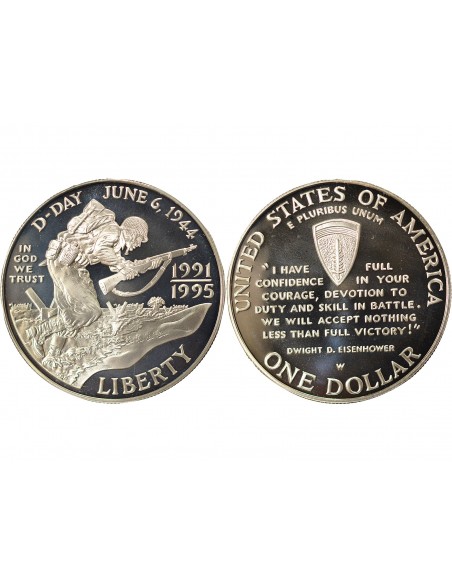 D-DAY JUNE 6, 1944
IN
GOD
WE
TRUST
1991
1995
LIBERTY
UNITED STATES OF AMERICA
E PLURIBUS UNUM
"I HAVE FULL
CONFIDENCE IN YOUR
COURAGE, DEVOTION TO
DUTY AND SKILL IN BATTLE.
WE WILL ACCEPT NOTHING
LESS THAN FULL VICTORY!"
DWIGHT D. EISENHOWER
W
ONE DOLLAR